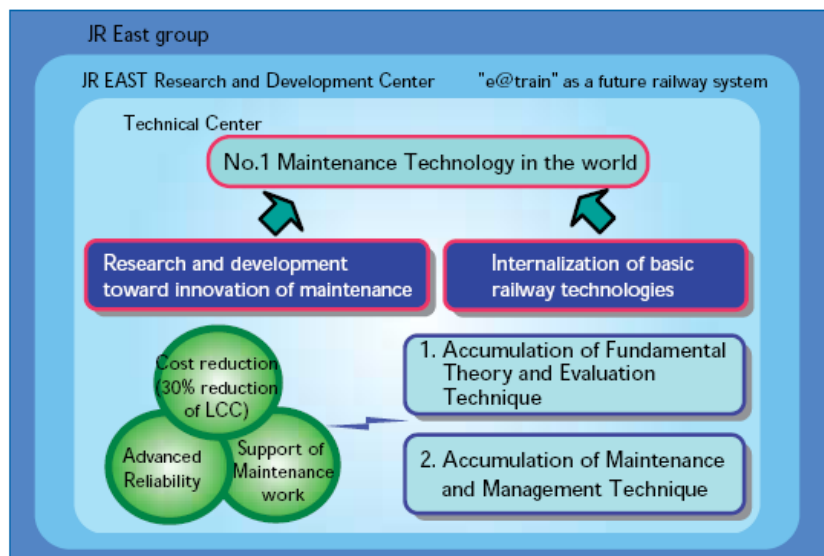 JR East group
JR EAST Research and Development Center "e@train" as a future railway system
Technical Center
No.1 Maintenance Technology in the world
Research and development
toward innovation of maintenance
Internalization of basic
railway technologies
Cost reduction
(30% reduction
of LCC)
Advanced
Reliability
Support of
Maintenance
work
1. Accumulation of Fundamental
Theory and Evaluation
Technique
2. Accumulation of Maintenance
and Management Technique